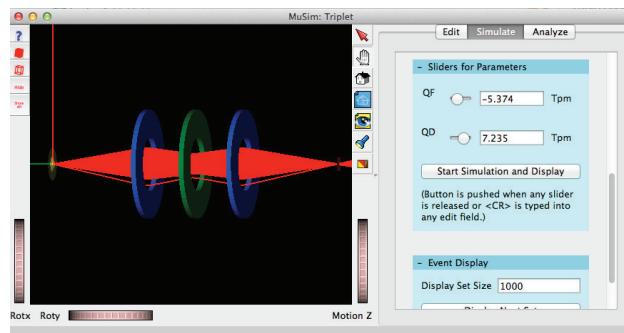 MuSim: Triplet
Edit Simulate Analyze
?
- Sliders for Parameters
QF -5.374 Tpm
QD 7.235 Tpm
Start Simulation and Display
(Button is pushed when any slider
is released or <CR> is typed into
any edit field.)
- Event Display
Display Set Size 1000
Rotx Roty Motion Z